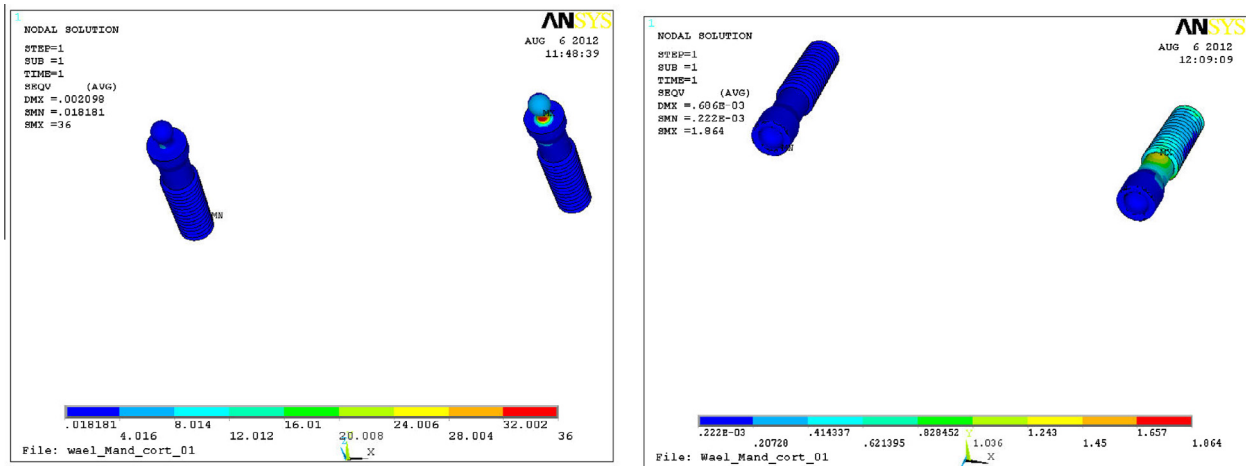 1
ANSYS
NODAL SOLUTION
AUG 6 2012
11:48:39
STEP=1
SUB =1
TIME=1
SEQV (AVG)
DMX =.002098
SMN =.018181
SMX =36
MX
MN
.018181 8.014 16.01 24.006 32.002
4.016 12.012 20.008 28.004 36
Z
X
File: wael_Mand_cort_01
1
ANSYS
NODAL SOLUTION
AUG 6 2012
12:09:09
STEP=1
SUB =1
TIME=1
SEQV (AVG)
DMX =.606E-03
SMN =.222E-03
SMX =1.864
MN
MX
.222E-03 .414337 .828452 1.243 1.657
.20728 .621395 1.036 1.45 1.864
Y
X
File: Wael_Mand_cort_01